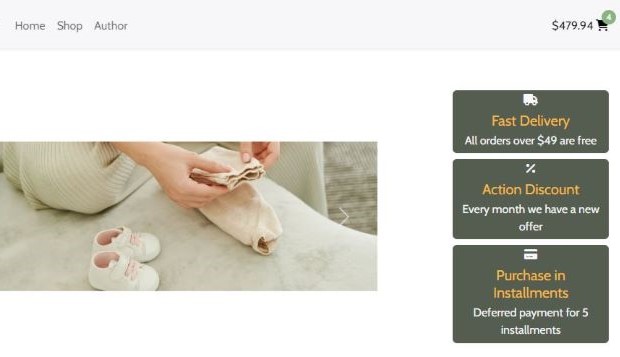 Home Shop Author $479.94 4
Fast Delivery
All orders over $49 are free
Action Discount
Every month we have a new
offer
Purchase in
Installments
Deferred payment for 5
installments